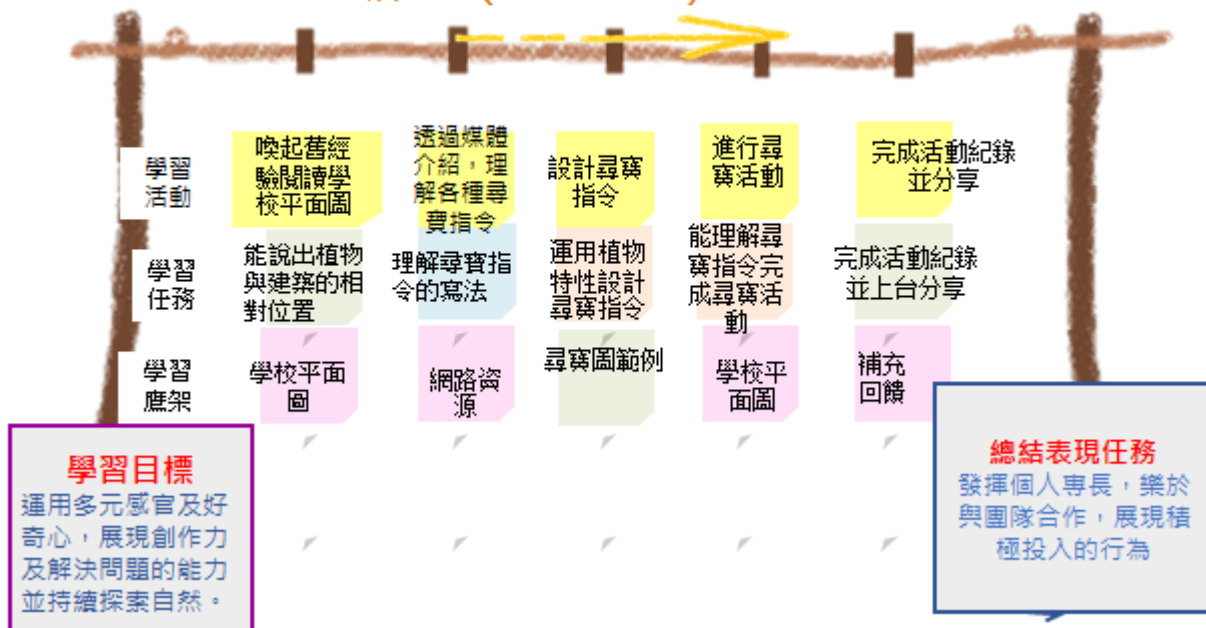 學習
活動
喚起舊經
驗閱讀學
校平面圖
透過媒體
介紹，理
解各種尋
費指令
設計尋寶
指令
進行尋
寶活動
完成活動紀錄
並分享
學習
任務
能說出植物
與建築的相
對位置
理解尋寶指
令的寫法
運用植物
特性設計
尋寶指令
能理解尋
寶指令完
成尋寶活
動
完成活動紀錄
並上台分享
學習
鷹架
學校平面
圖
網路資
源
尋寶圖範例
學校平
面圖
補充
回饋
學習目標
運用多元感官及好
奇心，展現創作力
及解決問題的能力
並持續探索自然。
總結表現任務
發揮個人專長，樂於
與團隊合作，展現積
極投入的行為